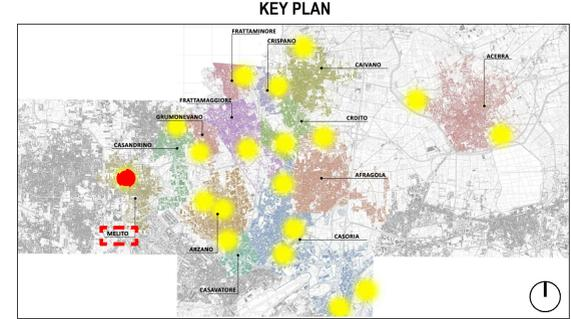 KEY PLAN
FRATTAMINORE
CRISPANO
CAIVANO
ACERRA
FRATTAMAGGIORE
GRUMONEVANO
CRDITO
CASANDRINO
AFRAGOLA
MELITO
ARZANO
CASORIA
CASAVATORE